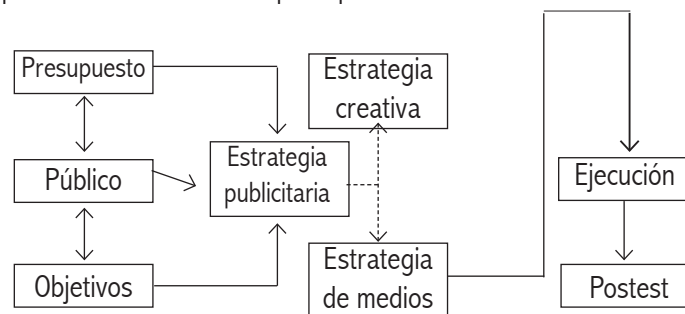 Presupuesto
Público
Objetivos
Estrategia
publicitaria
Estrategia
creativa
Estrategia
de medios
Ejecución
Postest